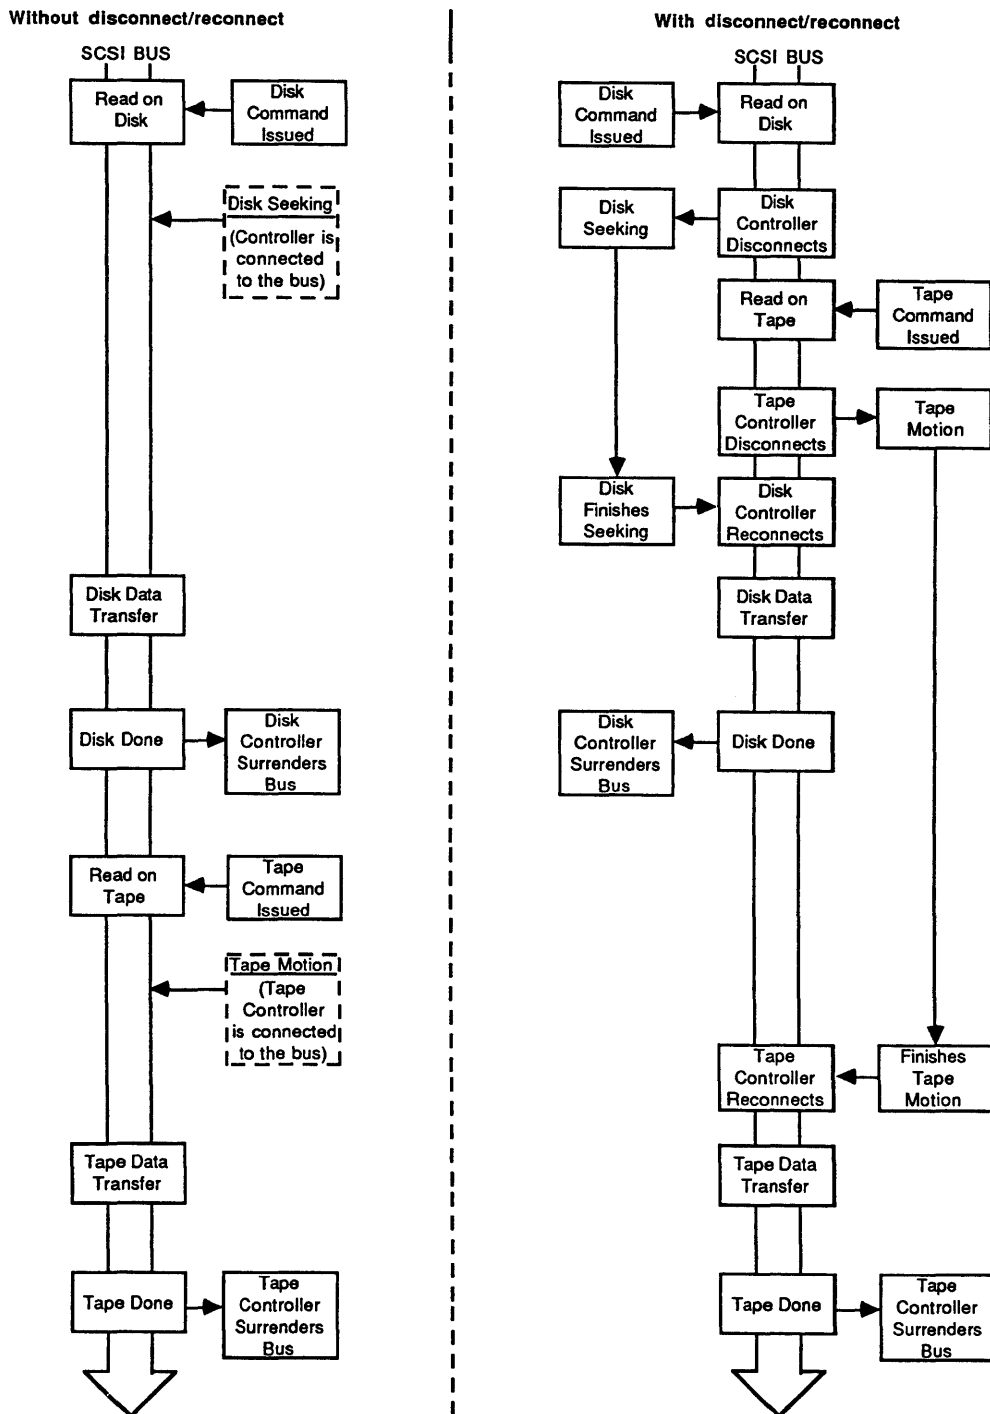 Without disconnect/reconnect
SCSI BUS
Read on
Disk
Disk
Command
Issued
Disk Seeking
(Controller is
connected
to the bus)
Disk Data
Transfer
Disk Done
Disk
Controller
Surrenders
Bus
Read on
Tape
Tape
Command
Issued
Tape Motion
(Tape
Controller
is connected
to the bus)
Tape Data
Transfer
Tape Done
Tape
Controller
Surrenders
Bus
With disconnect/reconnect
SCSI BUS
Disk
Command
Issued
Read on
Disk
Disk
Seeking
Disk
Controller
Disconnects
Read on
Tape
Tape
Command
Issued
Tape
Controller
Disconnects
Tape
Motion
Disk
Finishes
Seeking
Disk
Controller
Reconnects
Disk Data
Transfer
Disk
Controller
Surrenders
Bus
Disk Done
Tape
Controller
Reconnects
Finishes
Tape
Motion
Tape Data
Transfer
Tape Done
Tape
Controller
Surrenders
Bus